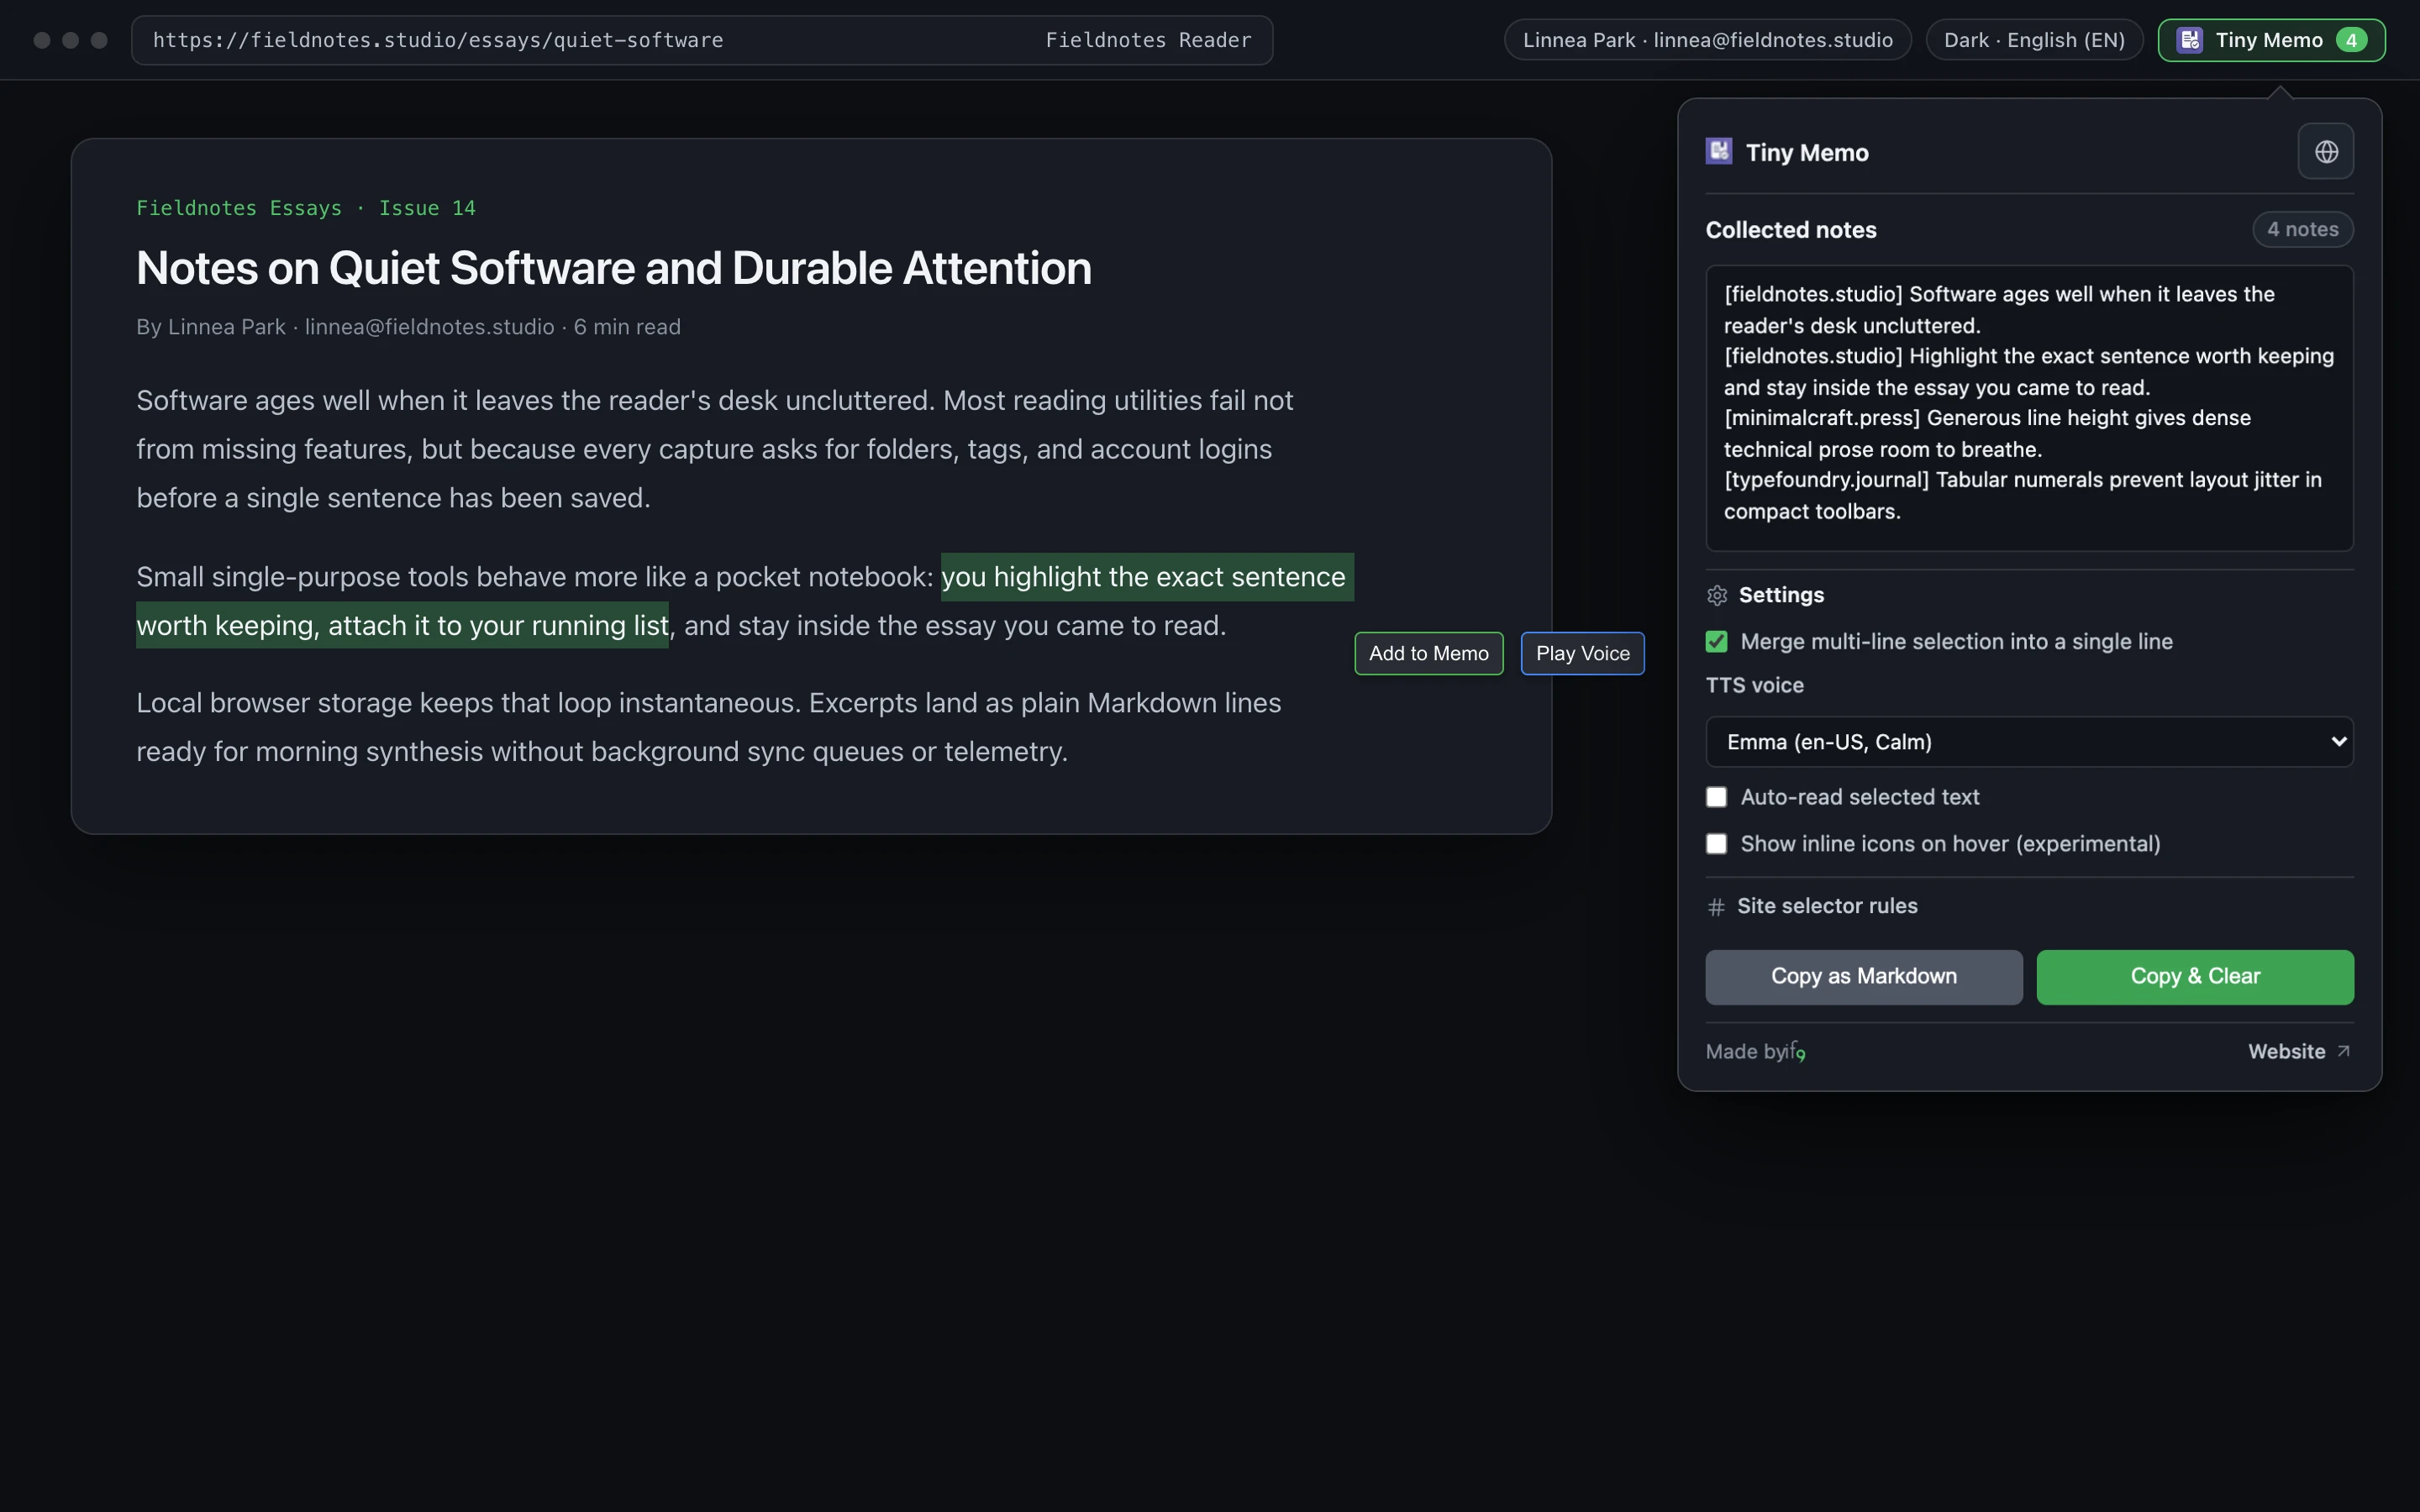 https://fieldnotes.studio/essays/quiet-software
Fieldnotes Reader
Linnea Park · linnea@fieldnotes.studio
Dark · English (EN)
Tiny Memo 4
Fieldnotes Essays · Issue 14
Notes on Quiet Software and Durable Attention
By Linnea Park · linnea@fieldnotes.studio · 6 min read
Software ages well when it leaves the reader's desk uncluttered. Most reading utilities fail not
from missing features, but because every capture asks for folders, tags, and account logins
before a single sentence has been saved.
Small single-purpose tools behave more like a pocket notebook: you highlight the exact sentence
worth keeping, attach it to your running list, and stay inside the essay you came to read.
Add to Memo
Play Voice
Local browser storage keeps that loop instantaneous. Excerpts land as plain Markdown lines
ready for morning synthesis without background sync queues or telemetry.
Tiny Memo
Collected notes
4 notes
[fieldnotes.studio] Software ages well when it leaves the
reader's desk uncluttered.
[fieldnotes.studio] Highlight the exact sentence worth keeping
and stay inside the essay you came to read.
[minimalcraft.press] Generous line height gives dense
technical prose room to breathe.
[typefoundry.journal] Tabular numerals prevent layout jitter in
compact toolbars.
Settings
Merge multi-line selection into a single line
TTS voice
Emma (en-US, Calm)
Auto-read selected text
Show inline icons on hover (experimental)
# Site selector rules
Copy as Markdown
Copy & Clear
Made by if9
Website ↗